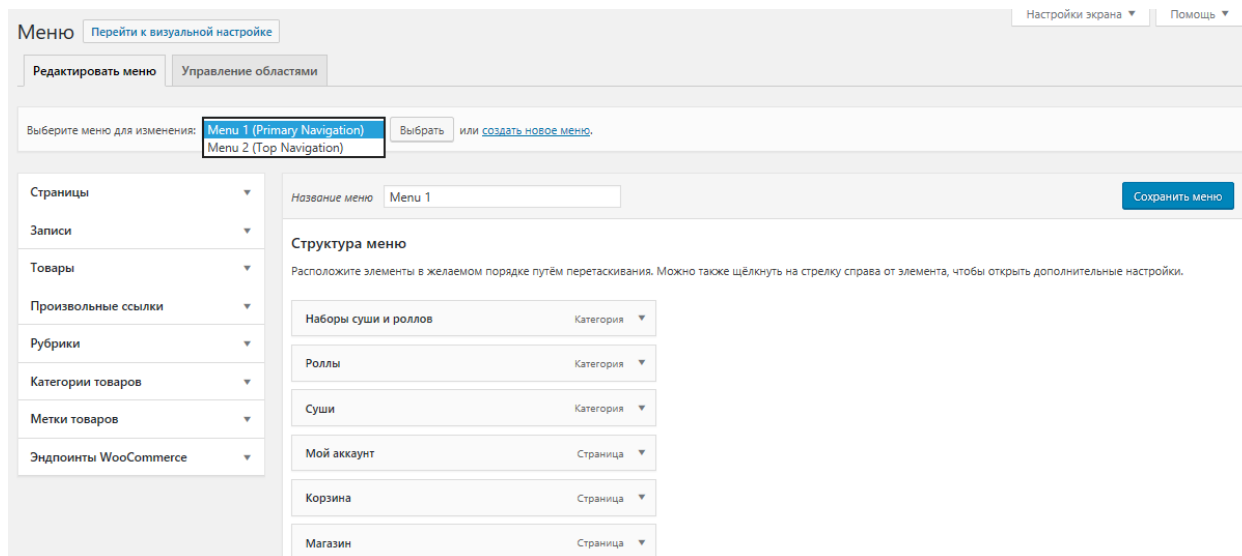 Настройки экрана ▼ Помощь ▼
Меню Перейти к визуальной настройке
Редактировать меню Управление областями
Выберите меню для изменения: Menu 1 (Primary Navigation) Выбрать или создать новое меню.
Menu 2 (Top Navigation)
Страницы ▼
Записи ▼
Товары ▼
Произвольные ссылки ▼
Рубрики ▼
Категории товаров ▼
Метки товаров ▼
Эндпоинты WooCommerce ▼
Название меню Menu 1 Сохранить меню
Структура меню
Расположите элементы в желаемом порядке путём перетаскивания. Можно также щёлкнуть на стрелку справа от элемента, чтобы открыть дополнительные настройки.
Наборы суши и роллов Категория ▼
Роллы Категория ▼
Суши Категория ▼
Мой аккаунт Страница ▼
Корзина Страница ▼
Магазин Страница ▼